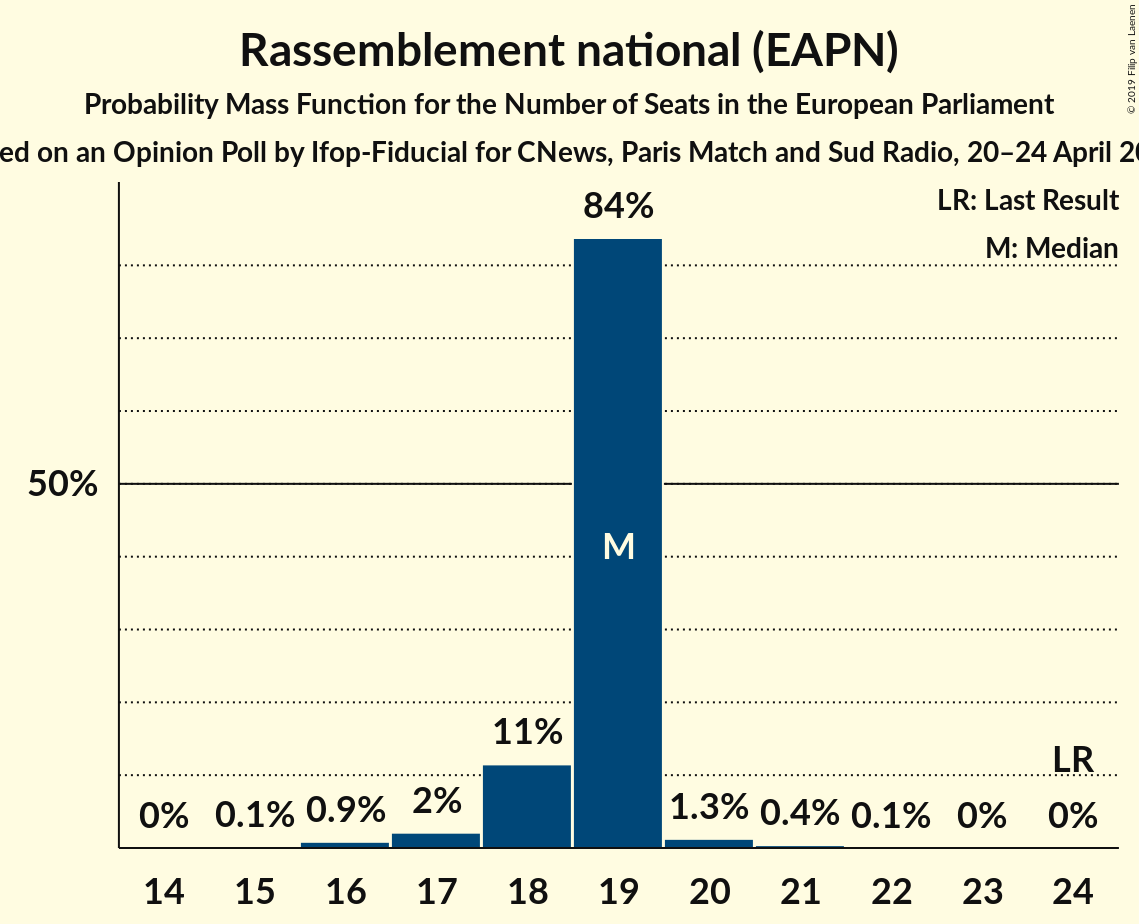 Rassemblement national (EAPN)
Probability Mass Function for the Number of Seats in the European Parliament
ed on an Opinion Poll by Ifop-Fiducial for CNews, Paris Match and Sud Radio, 20–24 April 20
© 2019 Filip van Laenen
LR: Last Result
M: Median
84%
50%
M
11%
LR
0% 0.1% 0.9% 2% 1.3% 0.4% 0.1% 0% 0%
14 15 16 17 18 19 20 21 22 23 24